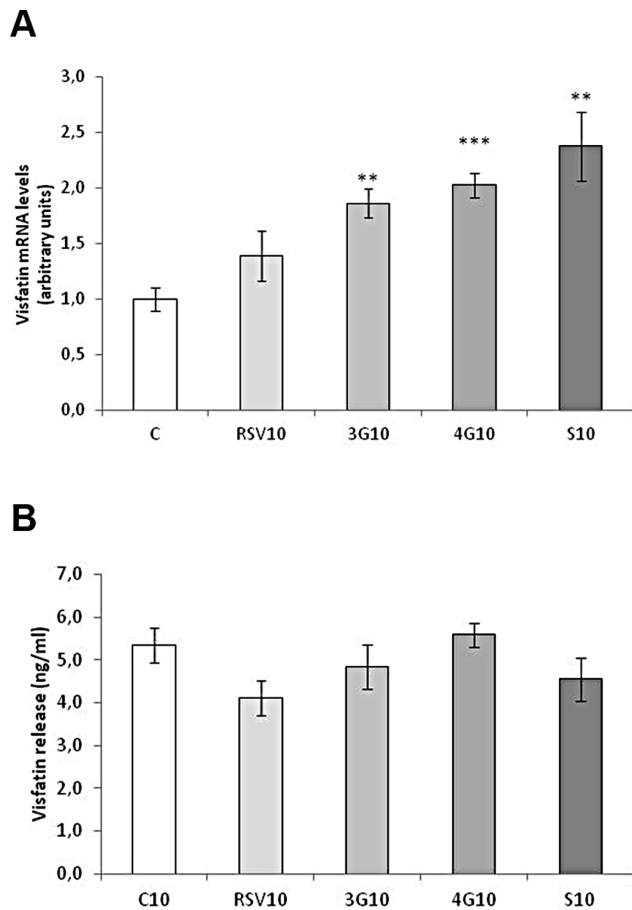 A
Visfatin mRNA levels
(arbitrary units)
3,0
2,5
2,0
1,5
1,0
0,5
0,0
**
***
**
C RSV10 3G10 4G10 S10
B
Visfatin release (ng/ml)
7,0
6,0
5,0
4,0
3,0
2,0
1,0
0,0
C10 RSV10 3G10 4G10 S10